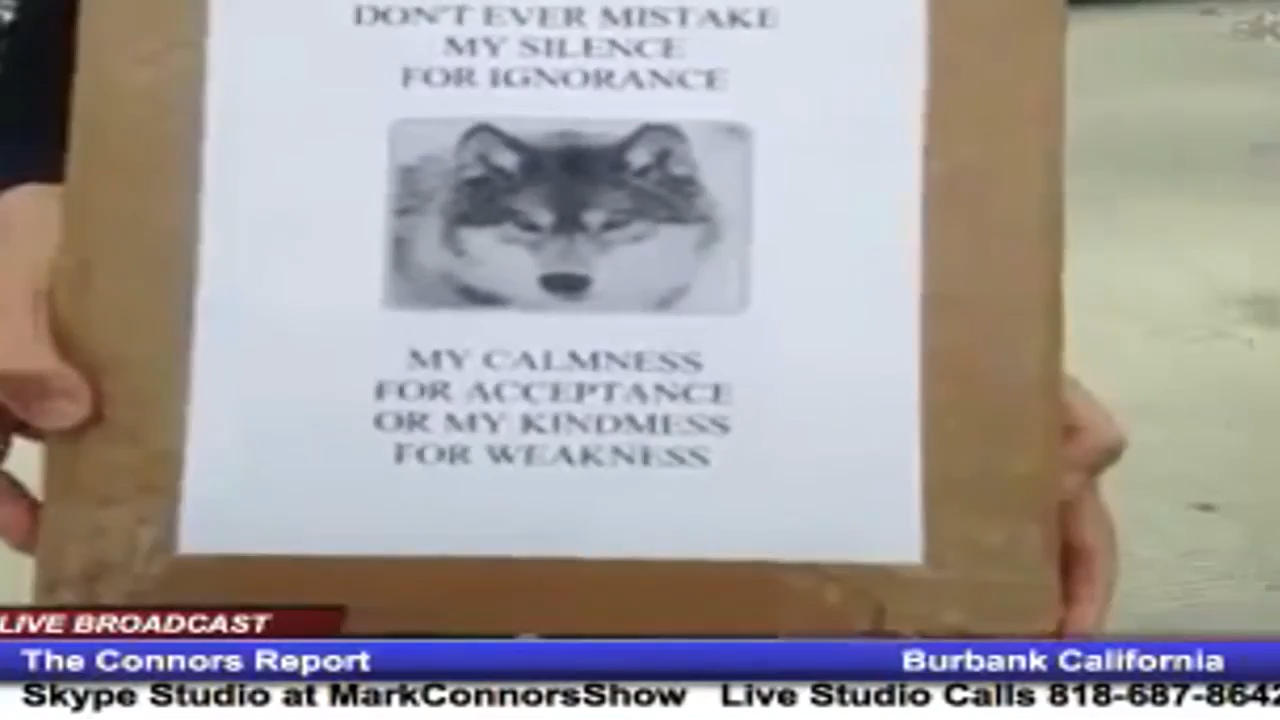 DON'T EVER MISTAKE
MY SILENCE
FOR IGNORANCE
MY CALMNESS
FOR ACCEPTANCE
OR MY KINDMESS
FOR WEAKNESS
LIVE BROADCAST
The Connors Report
Burbank California
Skype Studio at MarkConnorsShow Live Studio Calls 818-687-8642